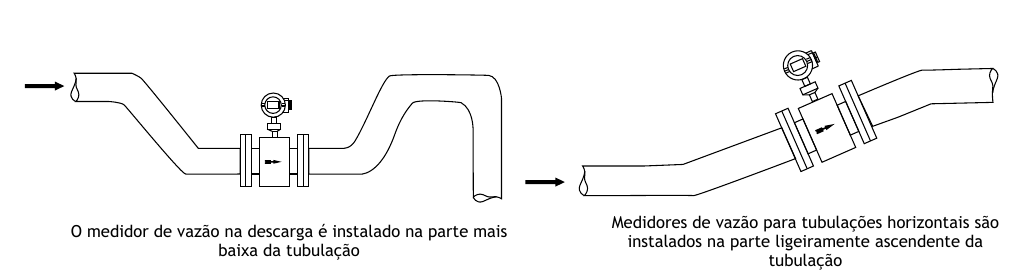 O medidor de vazão na descarga é instalado na parte mais
baixa da tubulação
Medidores de vazão para tubulações horizontais são
instalados na parte ligeiramente ascendente da
tubulação